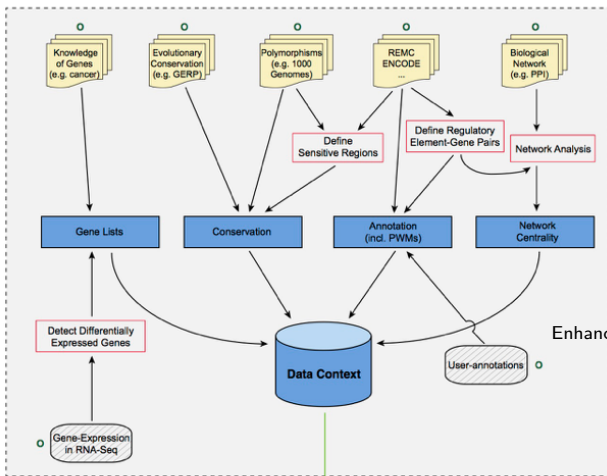 o
o
o
o
o
Knowledge
of Genes
(e.g. cancer)
Evolutionary
Conservation
(e.g. GERP)
Polymorphisms
(e.g. 1000
Genomes)
REMC
ENCODE
...
Biological
Network
(e.g. PPI)
Define
Sensitive Regions
Define Regulatory
Element-Gene Pairs
Network Analysis
Gene Lists
Conservation
Annotation
(incl. PWMs)
Network
Centrality
Detect Differentially
Expressed Genes
Data Context
Enhanc
User-annotations
o
o
Gene-Expression
in RNA-Seq